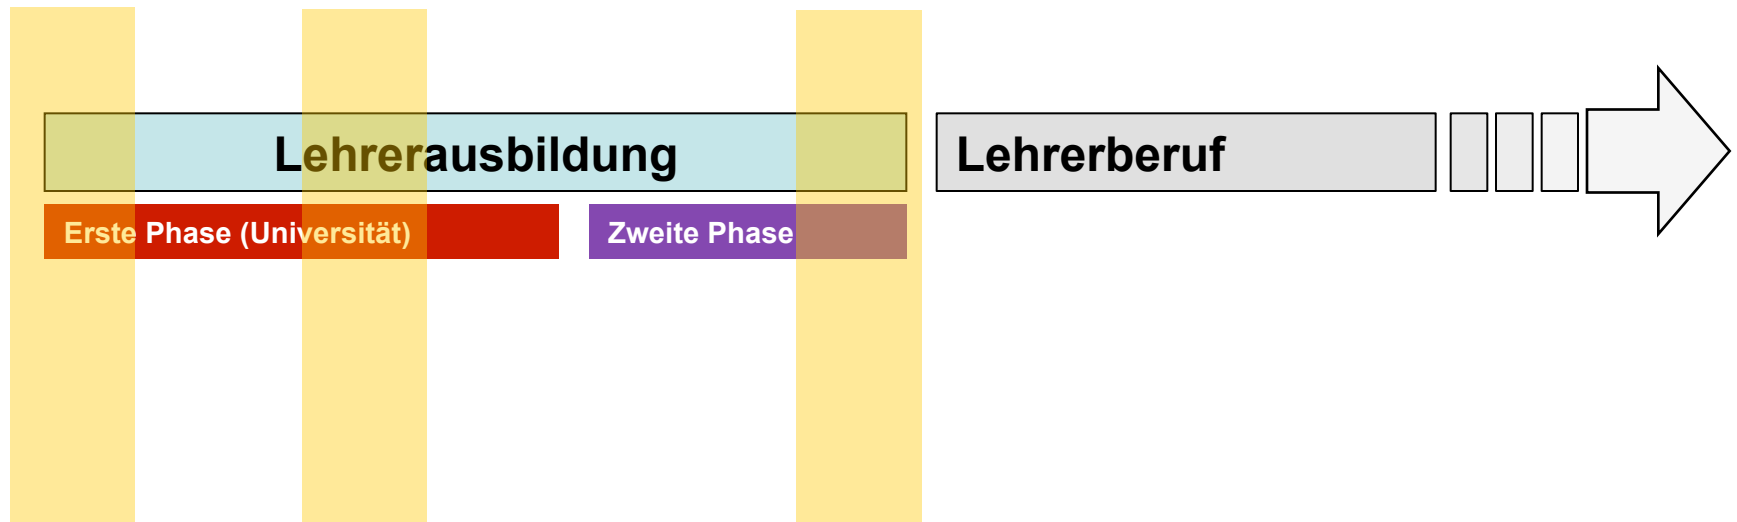 Lehrerausbildung
Lehrerberuf
Erste Phase (Universität)
Zweite Phase